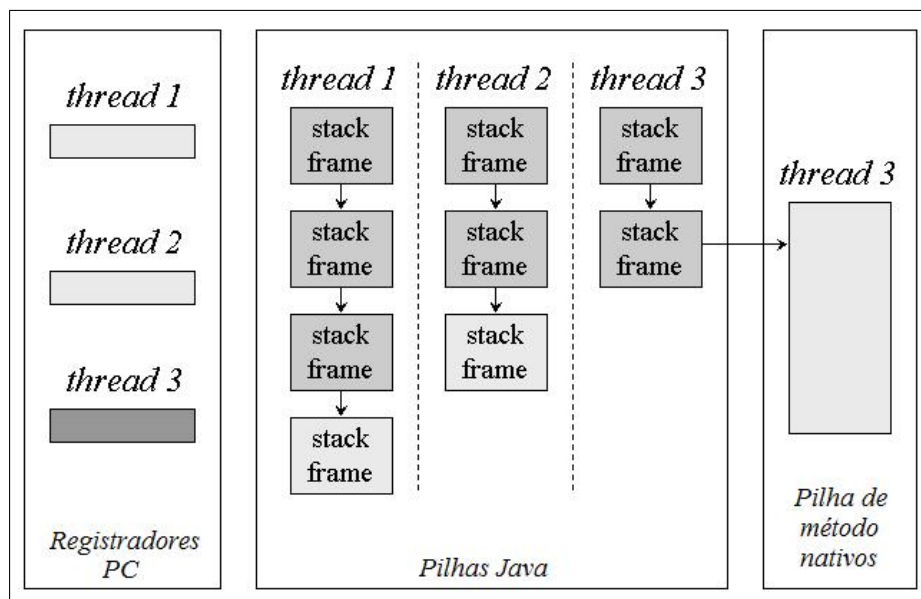 thread 1
thread 2
thread 3
Registradores
PC
thread 1
stack
frame
stack
frame
stack
frame
stack
frame
thread 2
stack
frame
stack
frame
stack
frame
thread 3
stack
frame
stack
frame
Pilhas Java
thread 3
Pilha de
método
nativos